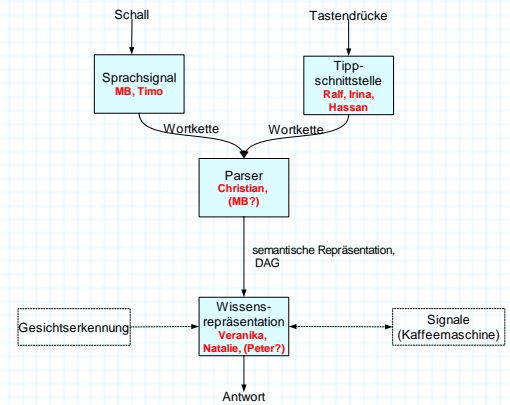 Schall
Tastendrücke
Sprachsignal
MB, Timo
Tipp-
schnittstelle
Ralf, Irina,
Hassan
Wortkette
Wortkette
Parser
Christian,
(MB?)
semantische Repräsentation,
DAG
Gesichtserkennung
Wissens-
repräsentation
Veranika,
Natalie, (Peter?)
Signale
(Kaffeemaschine)
Antwort